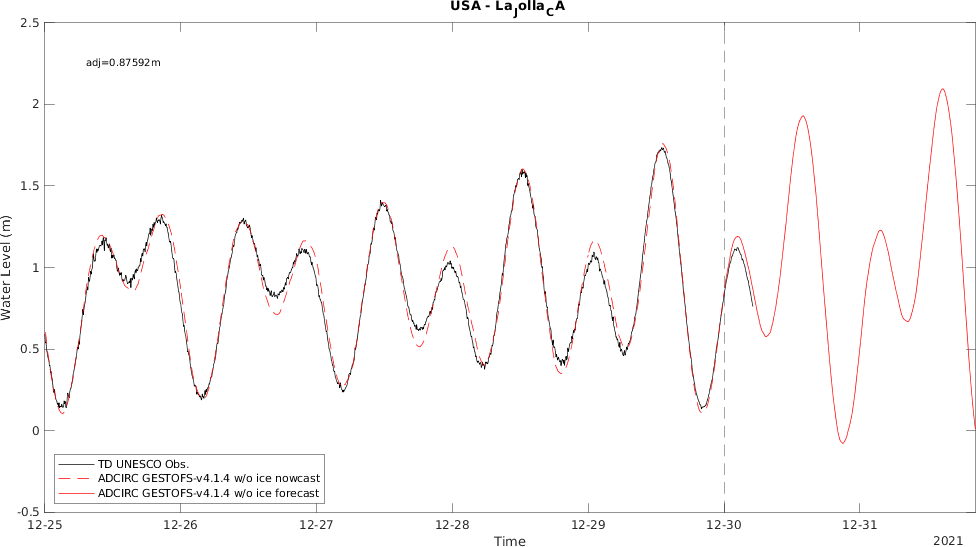 USA - LaJollaCA
2.5
adj=0.87592m
2
1.5
1
0.5
0
-0.5
Water Level (m)
TD UNESCO Obs.
ADCIRC GESTOFS-v4.1.4 w/o ice nowcast
ADCIRC GESTOFS-v4.1.4 w/o ice forecast
12-25 12-26 12-27 12-28 12-29 12-30 12-31
Time
2021